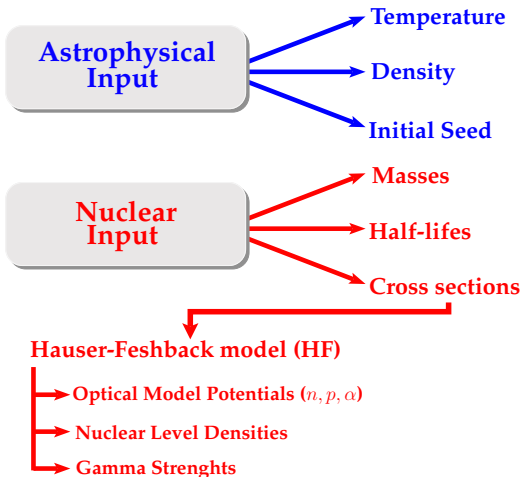 Astrophysical
Input
Temperature
Density
Initial Seed
Nuclear
Input
Masses
Half-lifes
Cross sections
Hauser-Feshback model (HF)
Optical Model Potentials (n, p, α)
Nuclear Level Densities
Gamma Strenghts